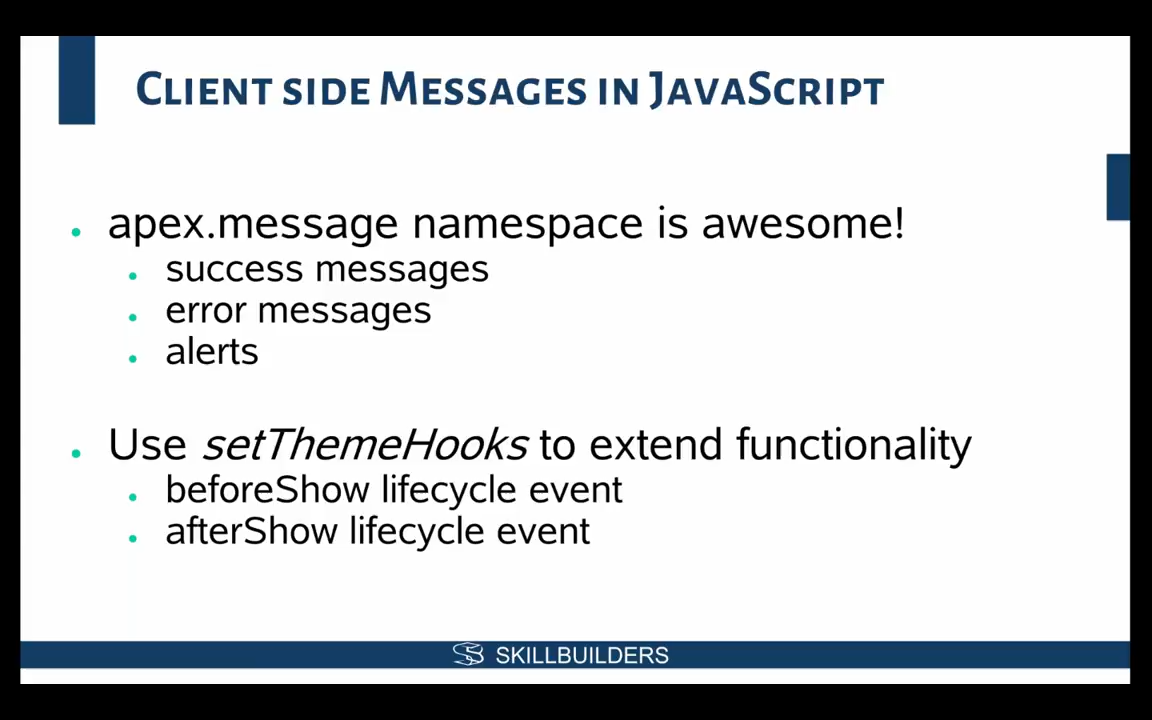 Client side Messages in JavaScript
apex.message namespace is awesome!
success messages
error messages
alerts
Use setThemeHooks to extend functionality
beforeShow lifecycle event
afterShow lifecycle event
SKILLBUILDERS